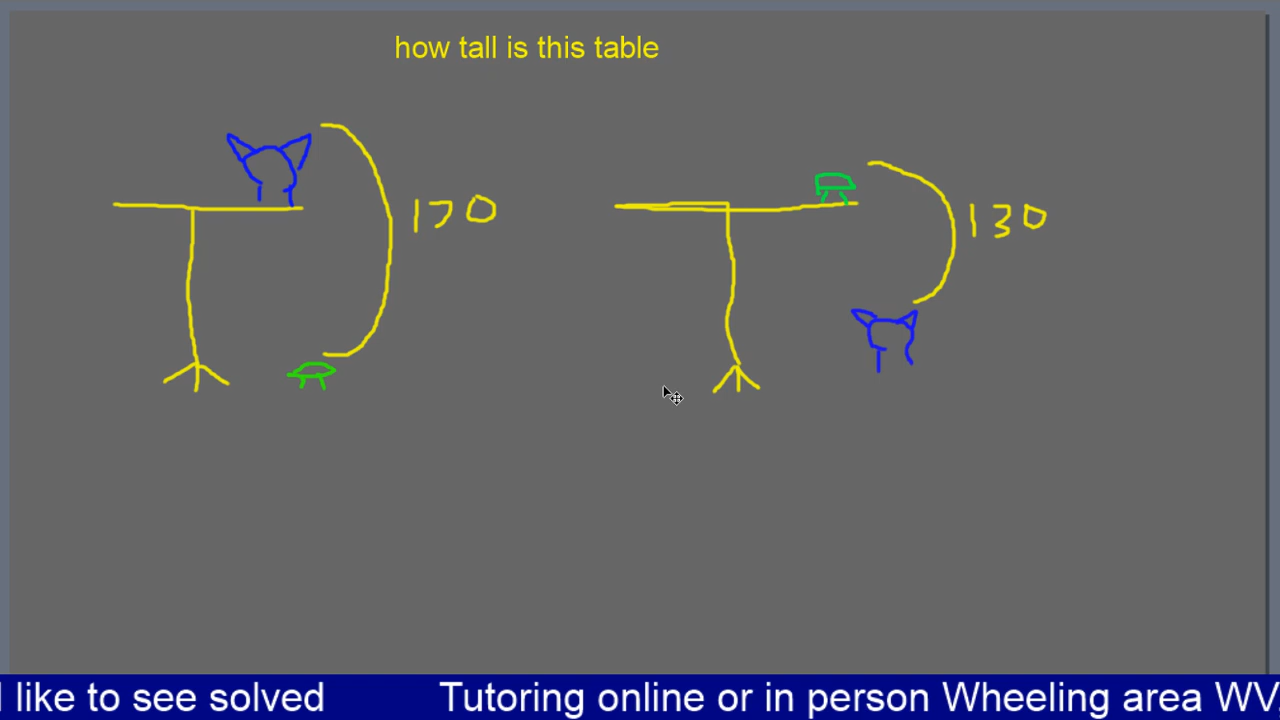 how tall is this table
170
130
like to see solved Tutoring online or in person Wheeling area WV.